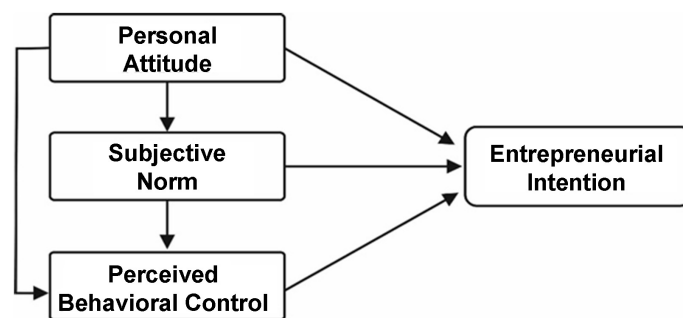 Personal
Attitude
Subjective
Norm
Entrepreneurial
Intention
Perceived
Behavioral Control